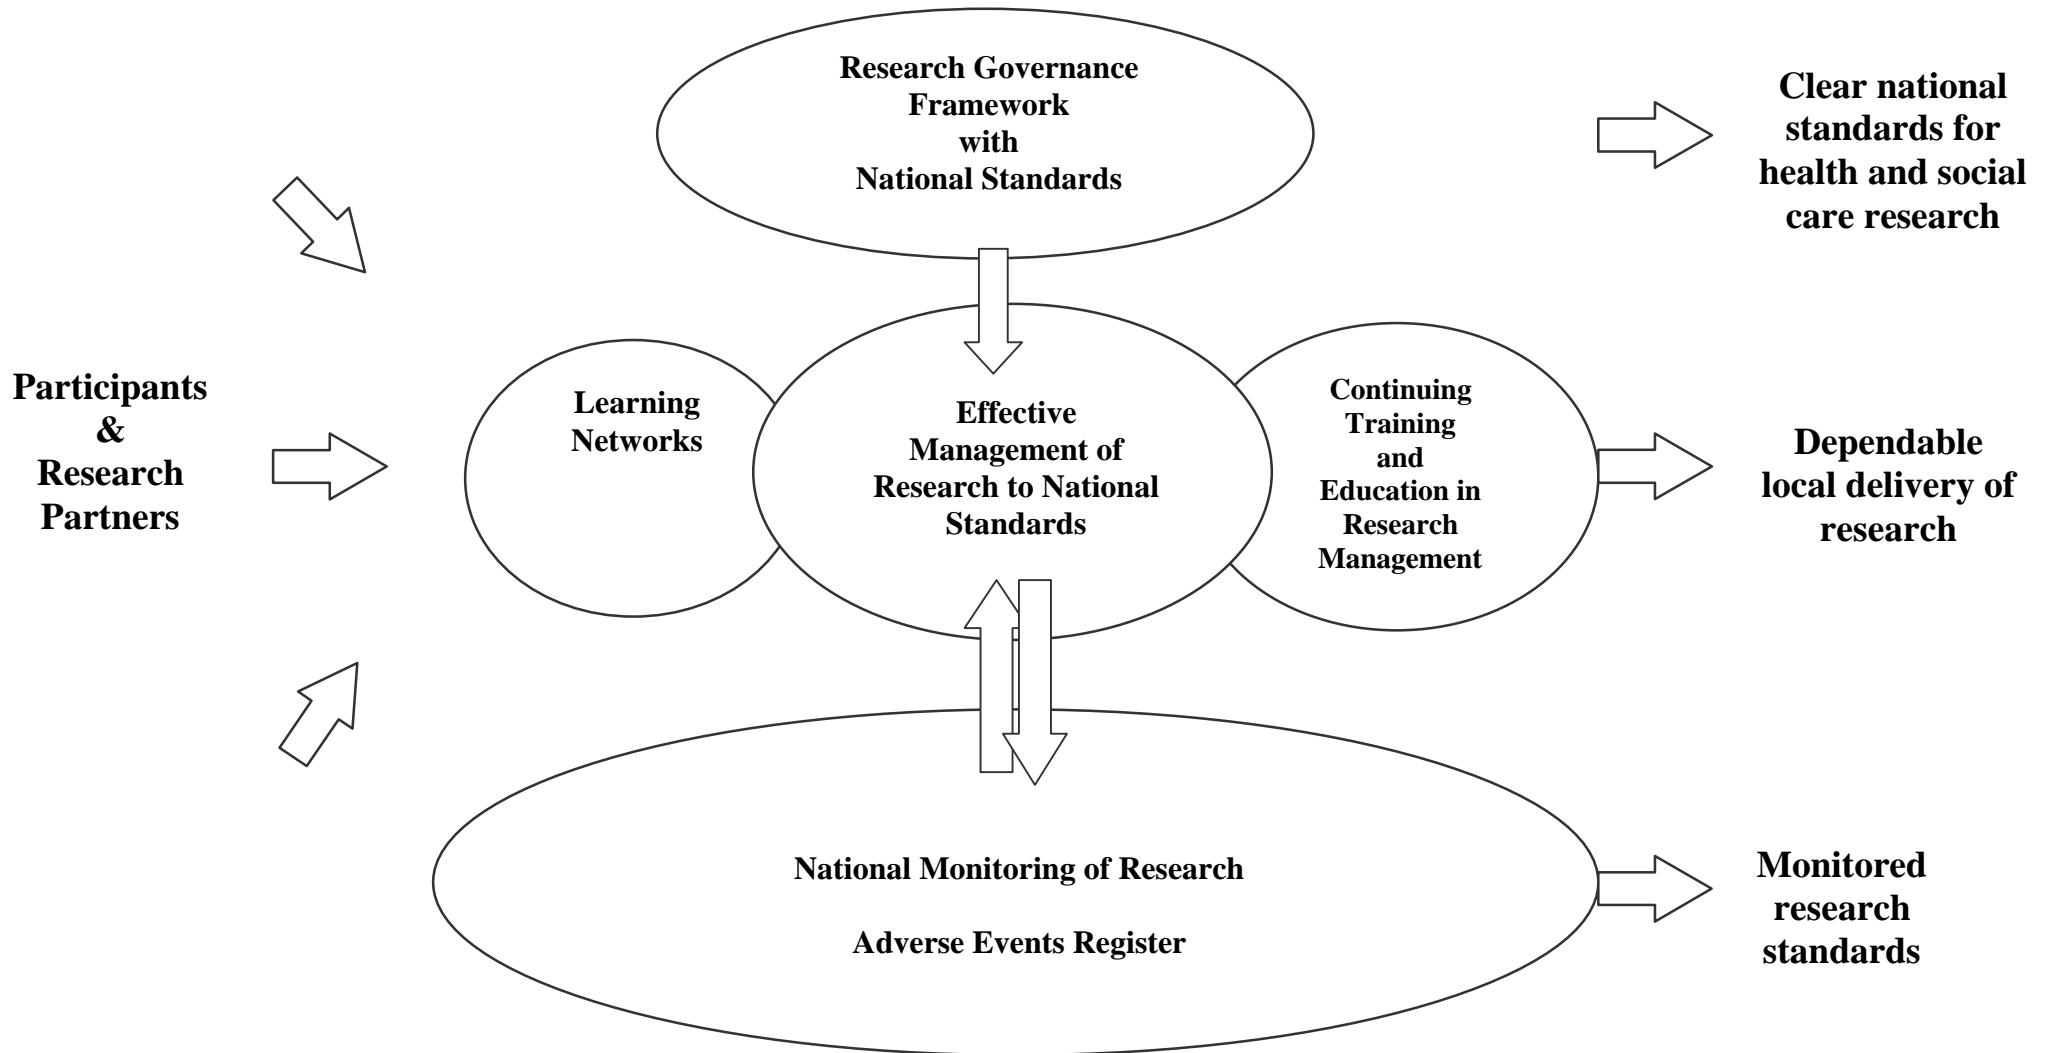 Research Governance
Framework
with
National Standards
Clear national
standards for
health and social
care research
Participants
&
Research
Partners
Learning
Networks
Effective
Management of
Research to National
Standards
Continuing
Training
and
Education in
Research
Management
Dependable
local delivery of
research
National Monitoring of Research
Adverse Events Register
Monitored
research
standards